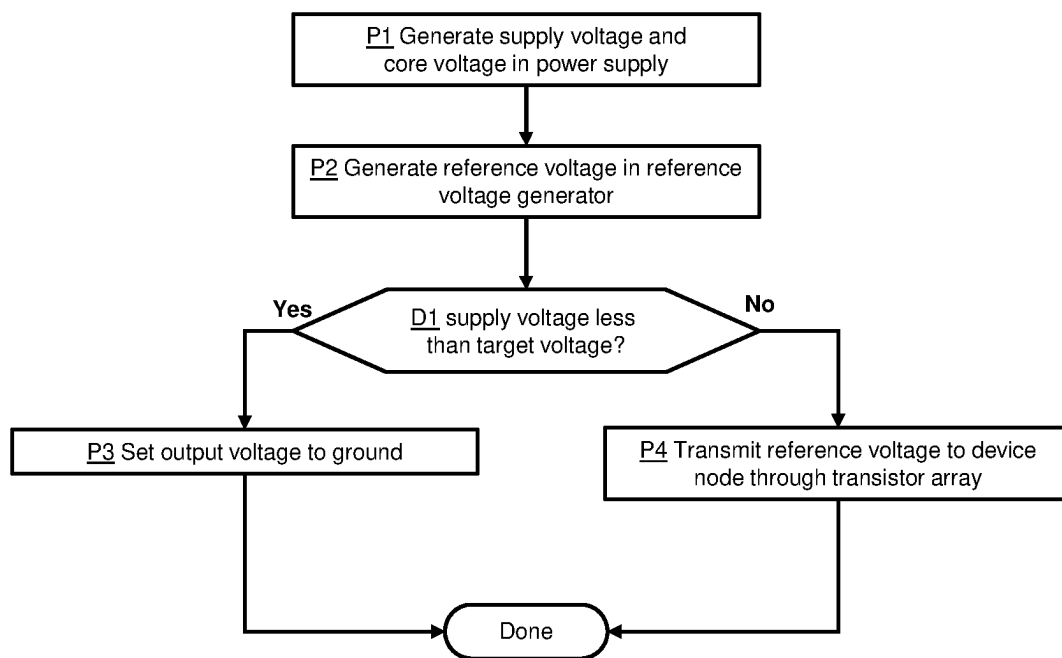 P1 Generate supply voltage and
core voltage in power supply
P2 Generate reference voltage in reference
voltage generator
Yes
No
D1 supply voltage less
than target voltage?
P3 Set output voltage to ground
P4 Transmit reference voltage to device
node through transistor array
Done